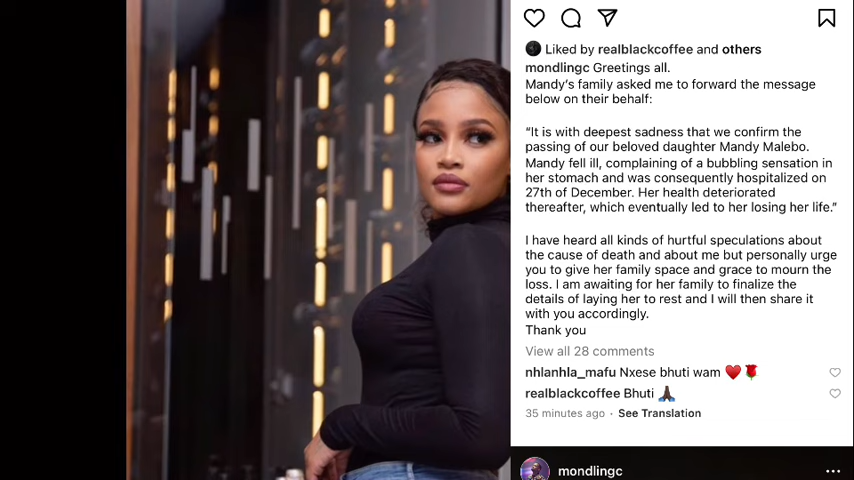 Liked by realblackcoffee and others
mondlingc Greetings all.
Mandy's family asked me to forward the message
below on their behalf:
“It is with deepest sadness that we confirm the
passing of our beloved daughter Mandy Malebo.
Mandy fell ill, complaining of a bubbling sensation in
her stomach and was consequently hospitalized on
27th of December. Her health deteriorated
thereafter, which eventually led to her losing her life.”
I have heard all kinds of hurtful speculations about
the cause of death and about me but personally urge
you to give her family space and grace to mourn the
loss. I am awaiting for her family to finalize the
details of laying her to rest and I will then share it
with you accordingly.
Thank you
View all 28 comments
nhlanhla_mafu Nxese bhuti wam ❤️🌹
realblackcoffee Bhuti 🙏🏿
35 minutes ago · See Translation
mondlingc